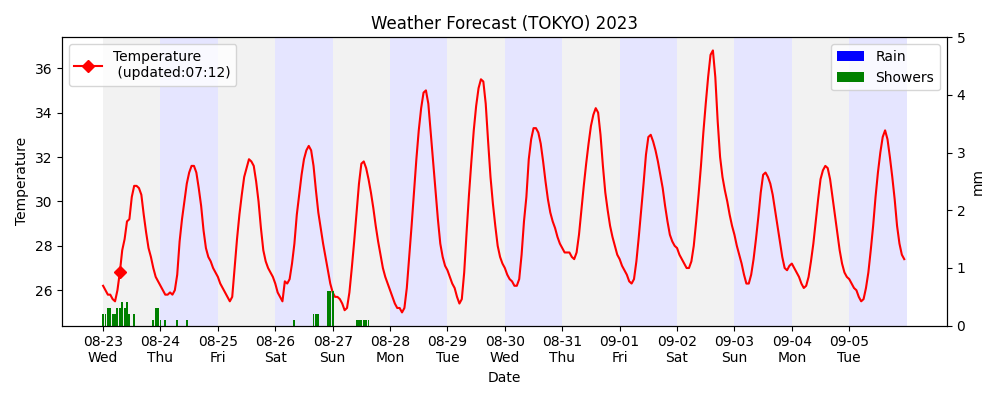 Weather Forecast (TOKYO) 2023
Temperature
(updated:07:12)
Rain
Showers
Temperature
36
34
32
30
28
26
5
4
3
2
1
0
mm
08-23 08-24 08-25 08-26 08-27 08-28 08-29 08-30 08-31 09-01 09-02 09-03 09-04 09-05
Wed Thu Fri Sat Sun Mon Tue Wed Thu Fri Sat Sun Mon Tue
Date